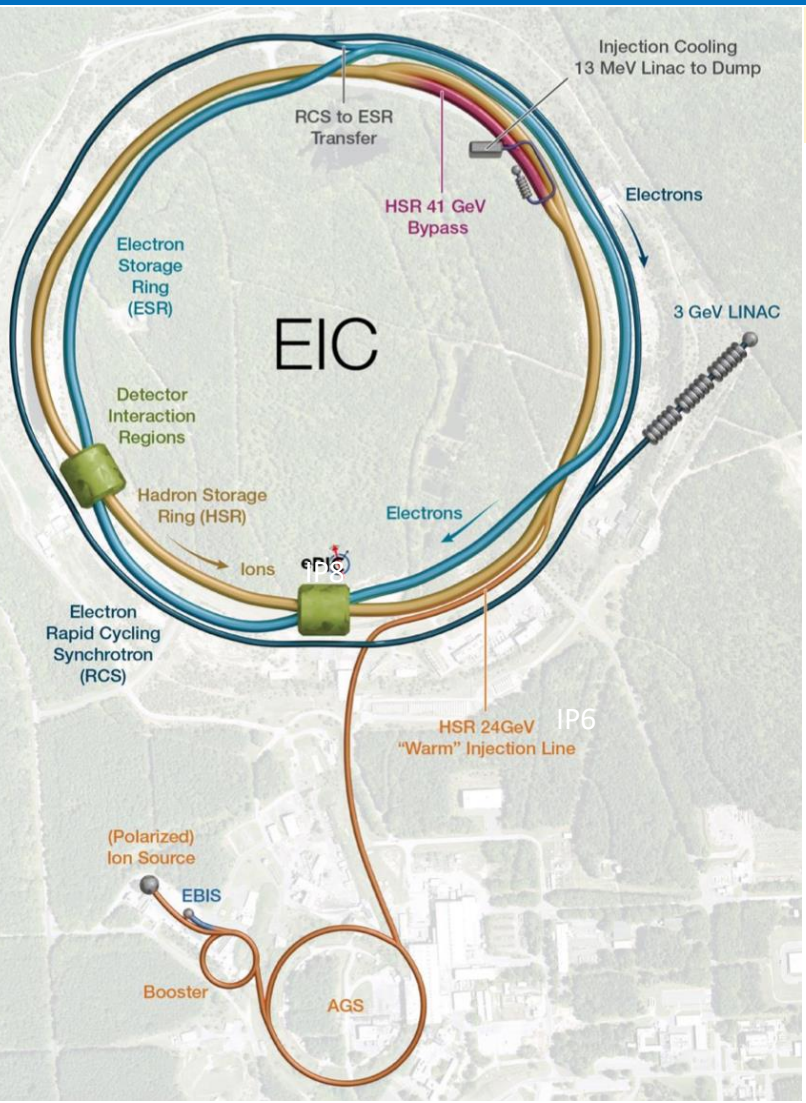 Injection Cooling
13 MeV Linac to Dump
RCS to ESR
Transfer
HSR 41 GeV
Bypass
Electrons
Electron
Storage
Ring
(ESR)
3 GeV LINAC
EIC
Detector
Interaction
Regions
Hadron Storage
Ring (HSR)
Electrons
Ions
ePIC
IP8
Electron
Rapid Cycling
Synchrotron
(RCS)
IP6
HSR 24GeV
“Warm” Injection Line
(Polarized)
Ion Source
EBIS
Booster
AGS